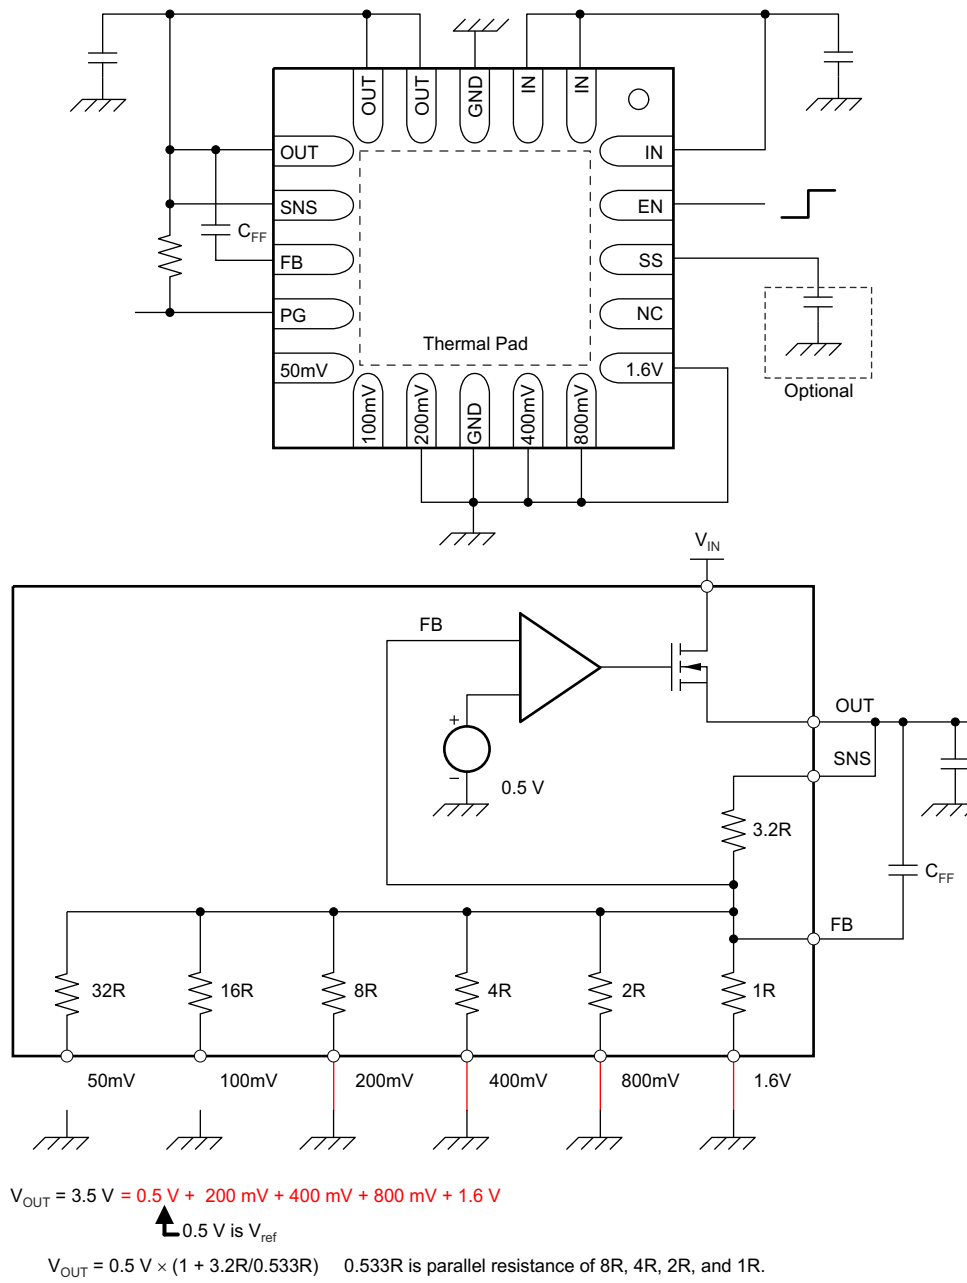 OUT
OUT
GND
IN
IN
OUT
IN
SNS
EN
C_FF
FB
SS
PG
NC
Thermal Pad
50mV
1.6V
100mV
200mV
GND
400mV
800mV
Optional
V_IN
FB
OUT
+
SNS
−
0.5 V
3.2R
C_FF
FB
32R
16R
8R
4R
2R
1R
50mV
100mV
200mV
400mV
800mV
1.6V
V_OUT = 3.5 V = 0.5 V + 200 mV + 400 mV + 800 mV + 1.6 V
0.5 V is V_ref
V_OUT = 0.5 V × (1 + 3.2R/0.533R) 0.533R is parallel resistance of 8R, 4R, 2R, and 1R.